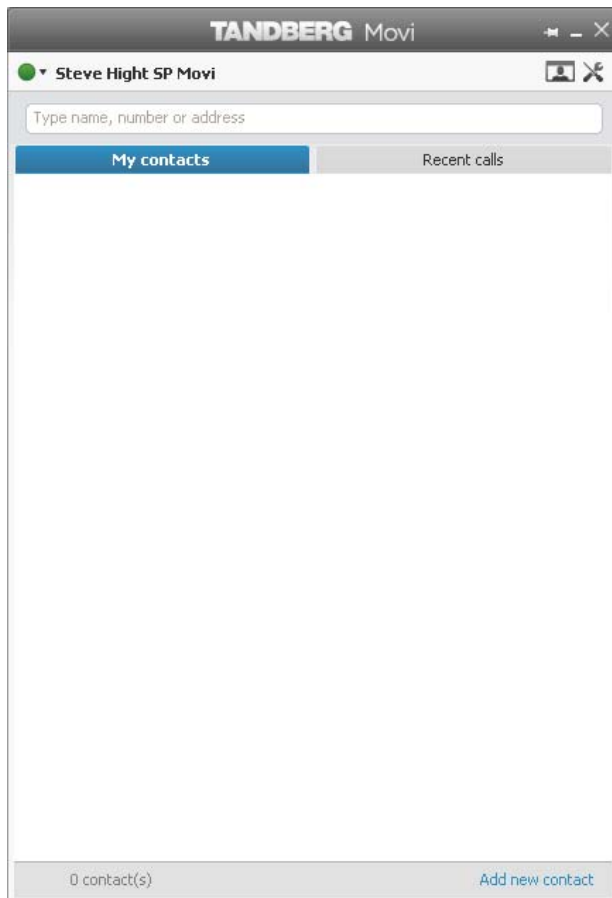 TANDBERG Movi
Steve Hight SP Movi
Type name, number or address
My contacts Recent calls
0 contact(s) Add new contact